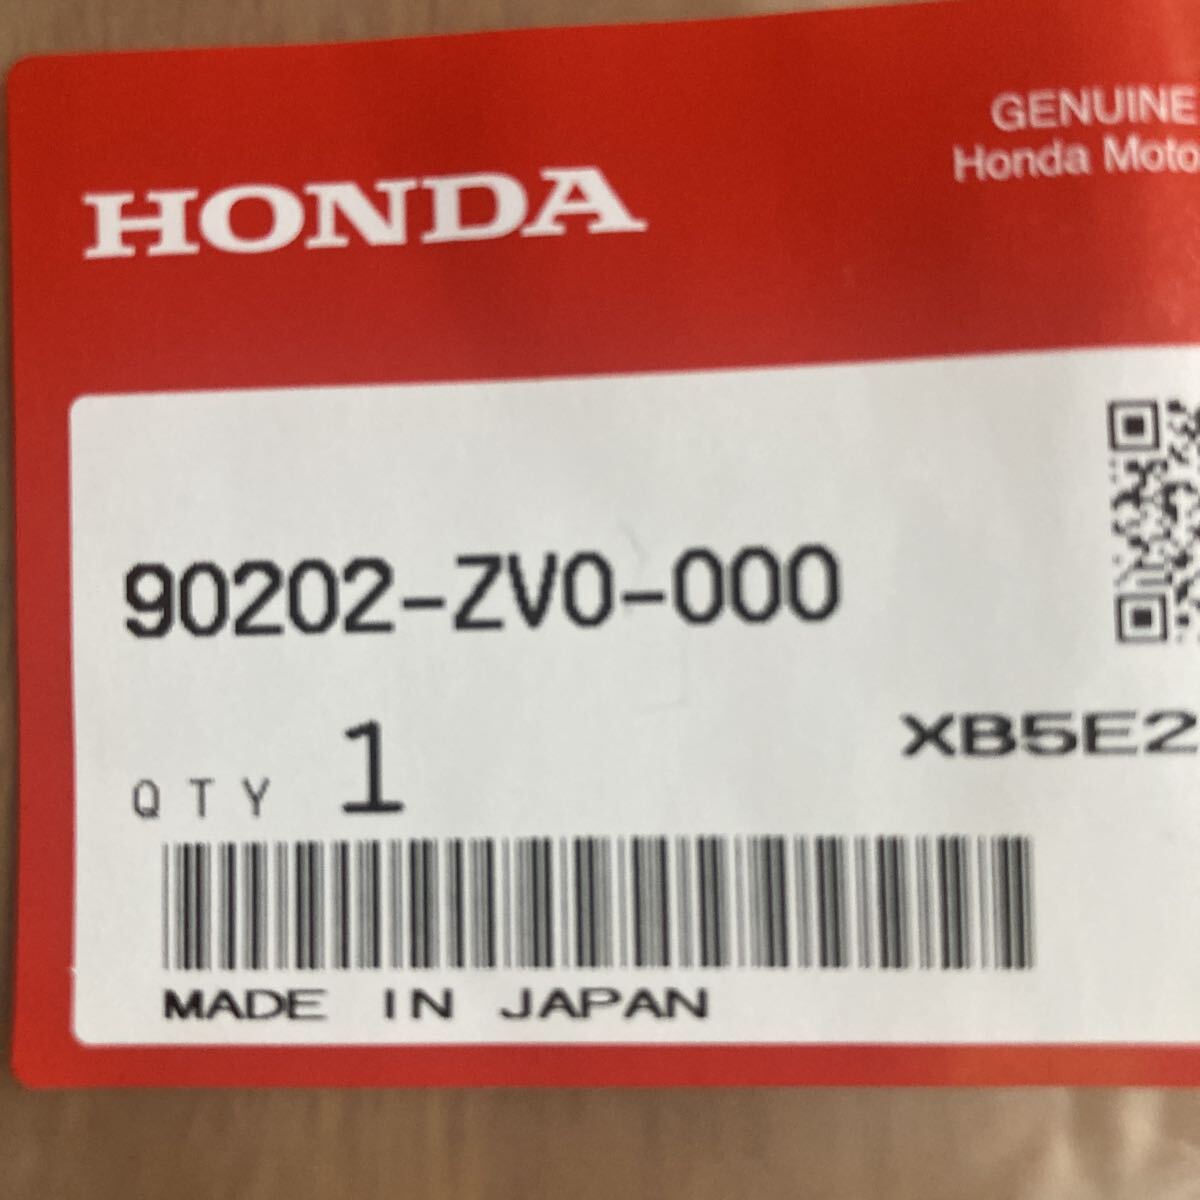 GENUINE
Honda Moto
HONDA
90202-ZV0-000
QTY 1
XB5E2
MADE IN JAPAN